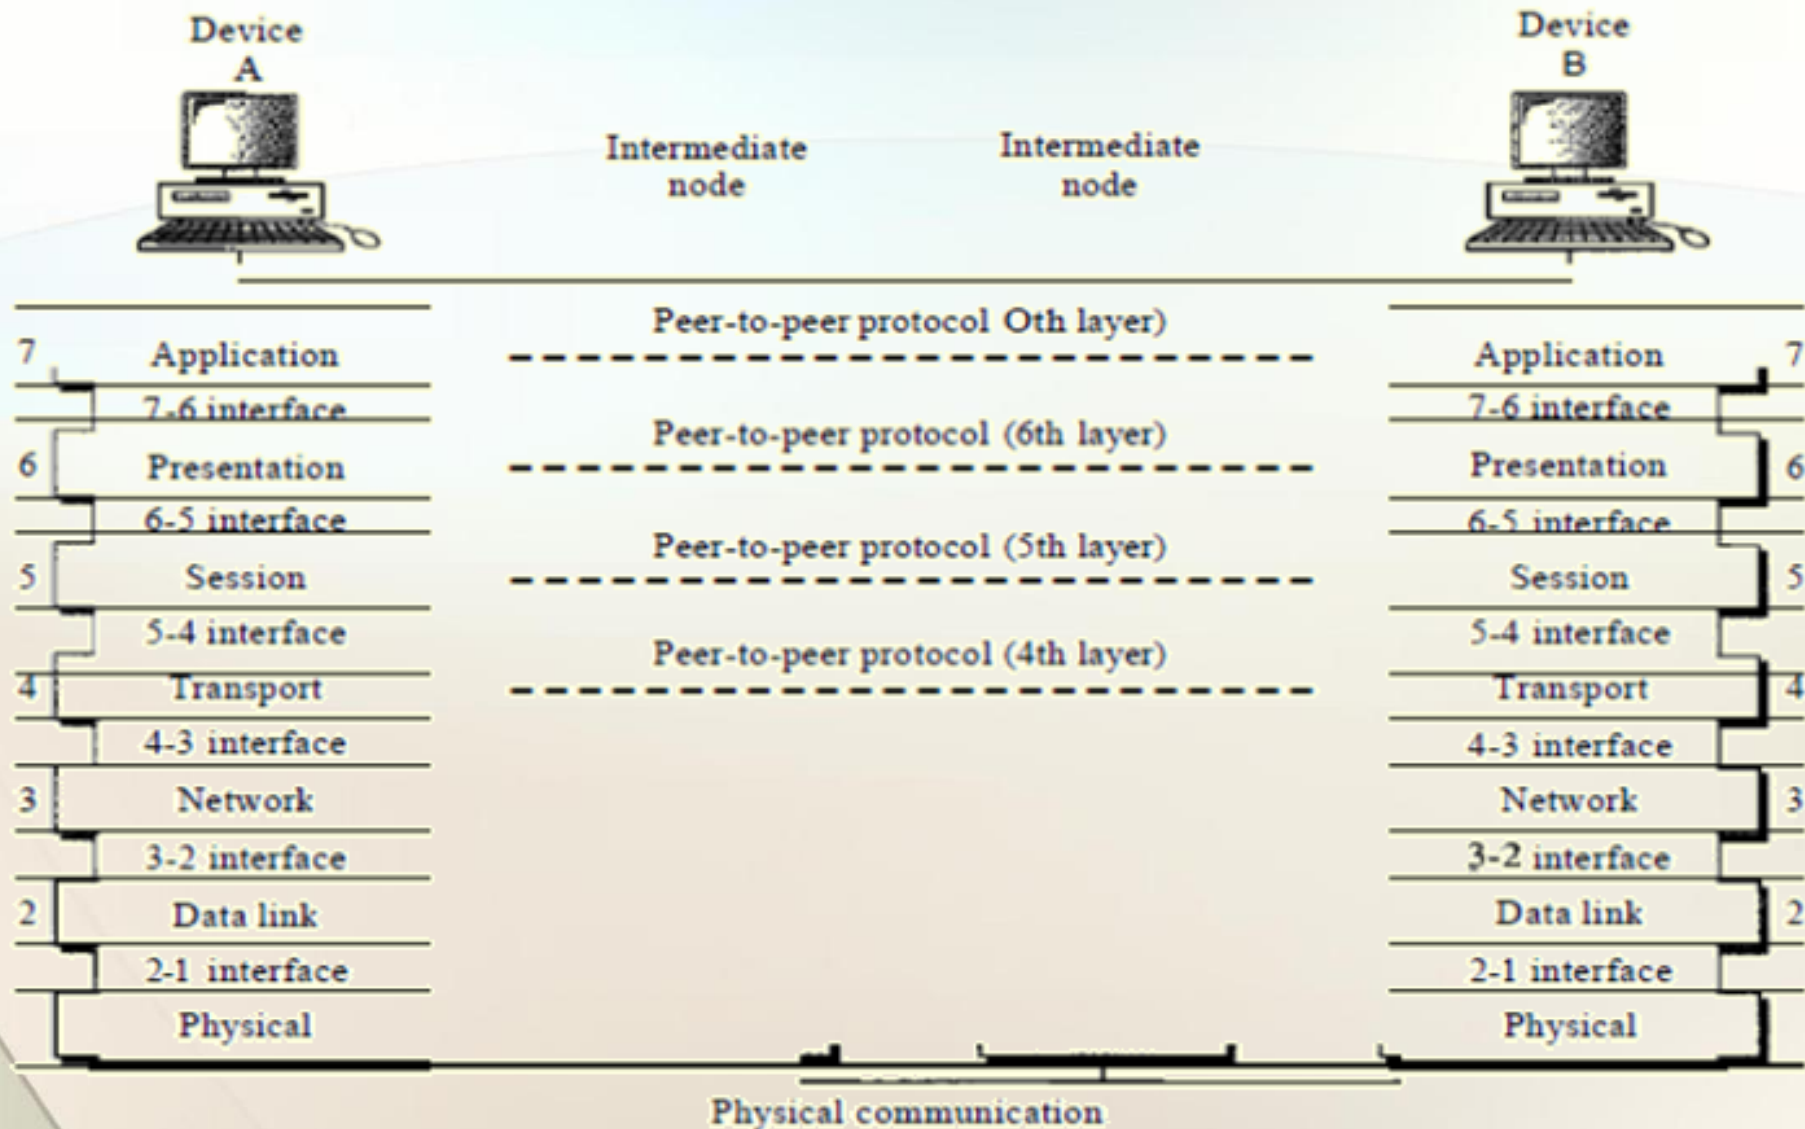 Device
A
Device
B
Intermediate
node
Intermediate
node
Peer-to-peer protocol Oth layer)
7
Application
Application
7
7-6 interface
7-6 interface
Peer-to-peer protocol (6th layer)
6
Presentation
Presentation
6
6-5 interface
6-5 interface
Peer-to-peer protocol (5th layer)
5
Session
Session
5
5-4 interface
5-4 interface
Peer-to-peer protocol (4th layer)
4
Transport
Transport
4
4-3 interface
4-3 interface
3
Network
Network
3
3-2 interface
3-2 interface
2
Data link
Data link
2
2-1 interface
2-1 interface
Physical
Physical
Physical communication